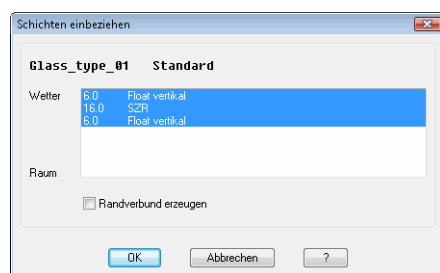 Schichten einbeziehen
Glass_type_01 Standard
Wetter
6.0 Float vertikal
16.0 SZR
6.0 Float vertikal
Raum
Randverbund erzeugen
OK Abbrechen ?